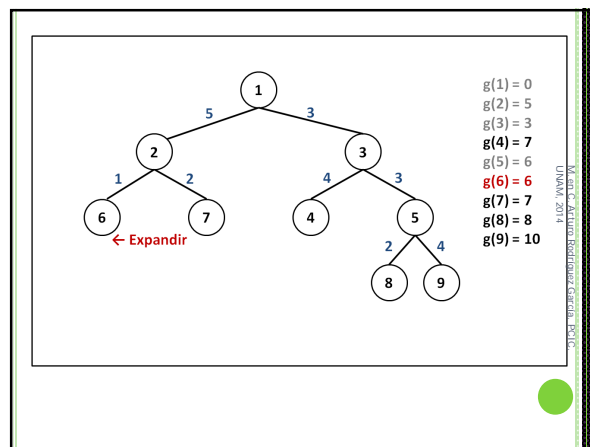 1
5
3
2
3
1
2
4
3
6
7
4
5
← Expandir
2
4
8
9
g(1) = 0
g(2) = 5
g(3) = 3
g(4) = 7
g(5) = 6
g(6) = 6
g(7) = 7
g(8) = 8
g(9) = 10
M. en C. Arturo Rodríguez García, PCIC,
UNAM, 2014